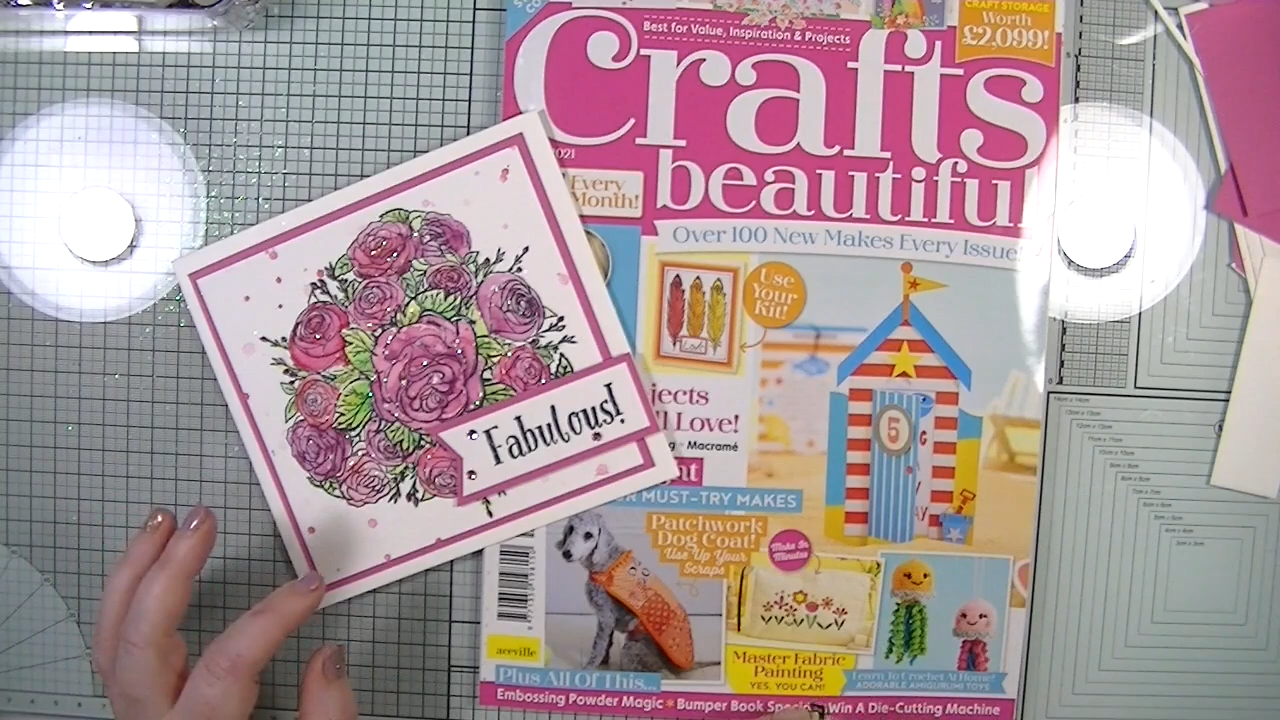 CRAFT STORAGE
Worth
£2,099!
Best for Value, Inspiration & Projects
Crafts
beautiful
2021
Every
Month!
Over 100 New Makes Every Issue
Use
Your
Kit!
5
Love!
Macramé
MUST-TRY MAKES
Fabulous!
Patchwork
Dog Coat!
Use Up Your
Scraps
Make In
Minutes
aceville
Master Fabric
Painting
YES, YOU CAN!
Learn To Crochet At Home!
ADORABLE AMIGURUMI TOYS
Plus All Of This...
Embossing Powder Magic * Bumper Book Special Win A Die-Cutting Machine